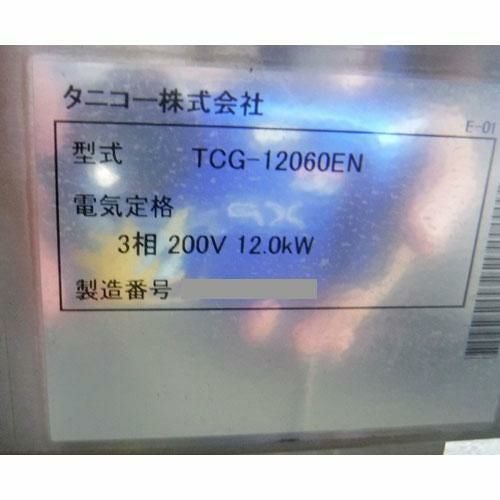 タニコー株式会社
E-01
型式 TCG-12060EN
電気定格
3相 200V 12.0kW
製造番号